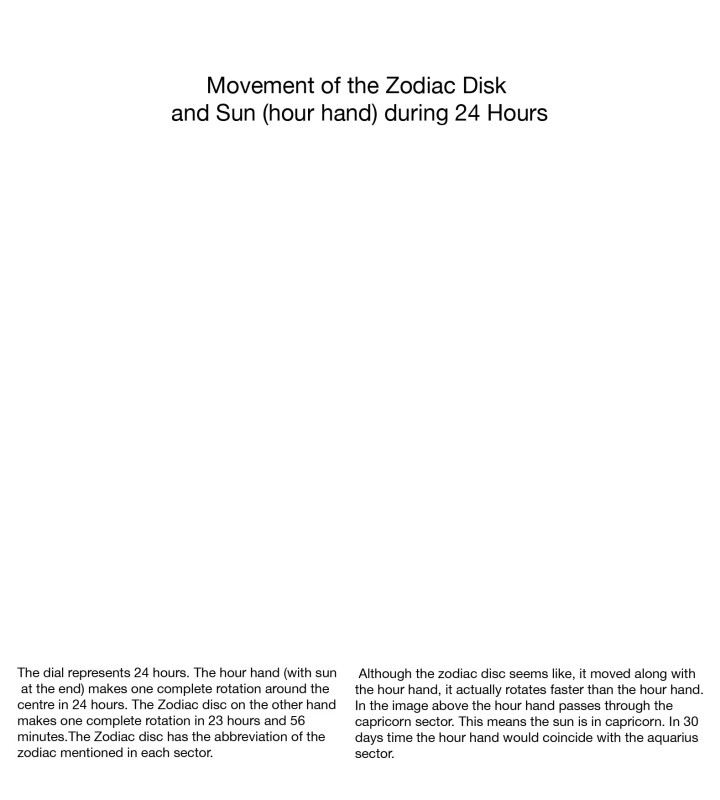 Movement of the Zodiac Disk
and Sun (hour hand) during 24 Hours
The dial represents 24 hours. The hour hand (with sun
at the end) makes one complete rotation around the
centre in 24 hours. The Zodiac disc on the other hand
makes one complete rotation in 23 hours and 56
minutes.The Zodiac disc has the abbreviation of the
zodiac mentioned in each sector.
Although the zodiac disc seems like, it moved along with
the hour hand, it actually rotates faster than the hour hand.
In the image above the hour hand passes through the
capricorn sector. This means the sun is in capricorn. In 30
days time the hour hand would coincide with the aquarius
sector.